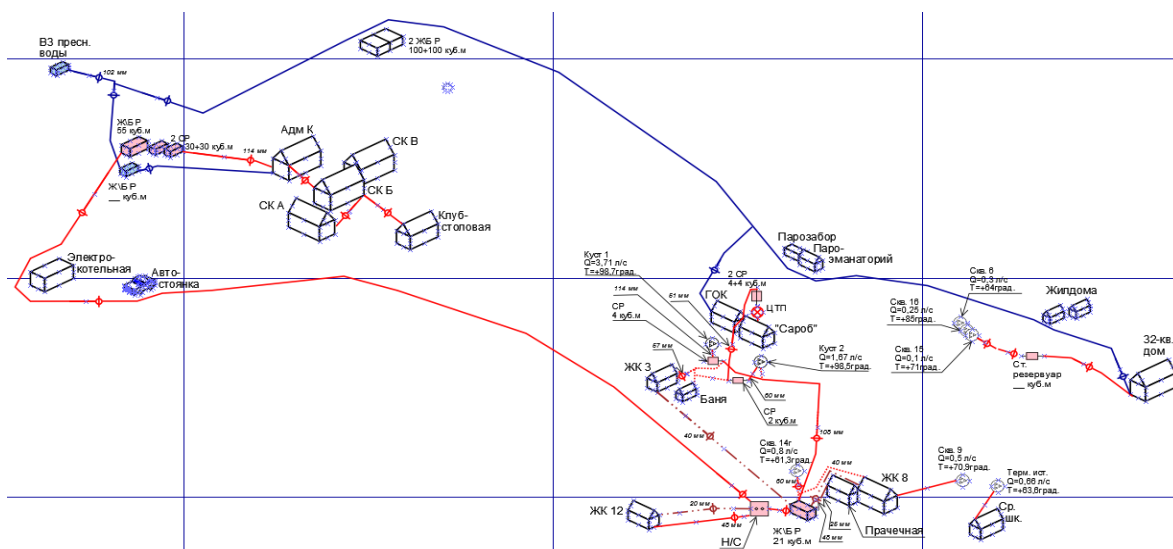 ВЗ пресн.
воды
102 мм
2 Ж\Б Р
100+100 куб.м
Ж\Б Р
55 куб.м
2 СР
30+30 куб.м
114 мм
Адм К
СК В
СК Б
СК А
Клуб-
столовая
Ж\Б Р
__ куб.м
Электро-
котельная
Авто-
стоянка
Парозабор
Паро-
эманаторий
Куст 1
Q=3,71 л/с
T=+98,7град.
114 мм
СР
4 куб.м
51 мм
2 СР
4+4 куб.м
ГОК
ЦТП
"Сароб"
Скв. 6
Q=0,3 л/с
T=+64град.
Скв. 16
Q=0,25 л/с
T=+85град.
Скв. 15
Q=0,1 л/с
T=+71град.
Жилдома
32-кв.
дом
Ст.
резервуар
__ куб.м
Куст 2
Q=1,67 л/с
T=+98,5град.
57 мм
ЖК 3
Баня
60 мм
СР
2 куб.м
40 мм
108 мм
Скв. 14г
Q=0,8 л/с
T=+61,3град.
60 мм
40 мм
ЖК 8
Скв. 9
Q=0,5 л/с
T=+70,9град.
Терм. ист.
Q=0,66 л/с
T=+63,6град.
ЖК 12
20 мм
48 мм
Н/С
Ж\Б Р
21 куб.м
25 мм
45 мм
Прачечная
Ср.
шк.